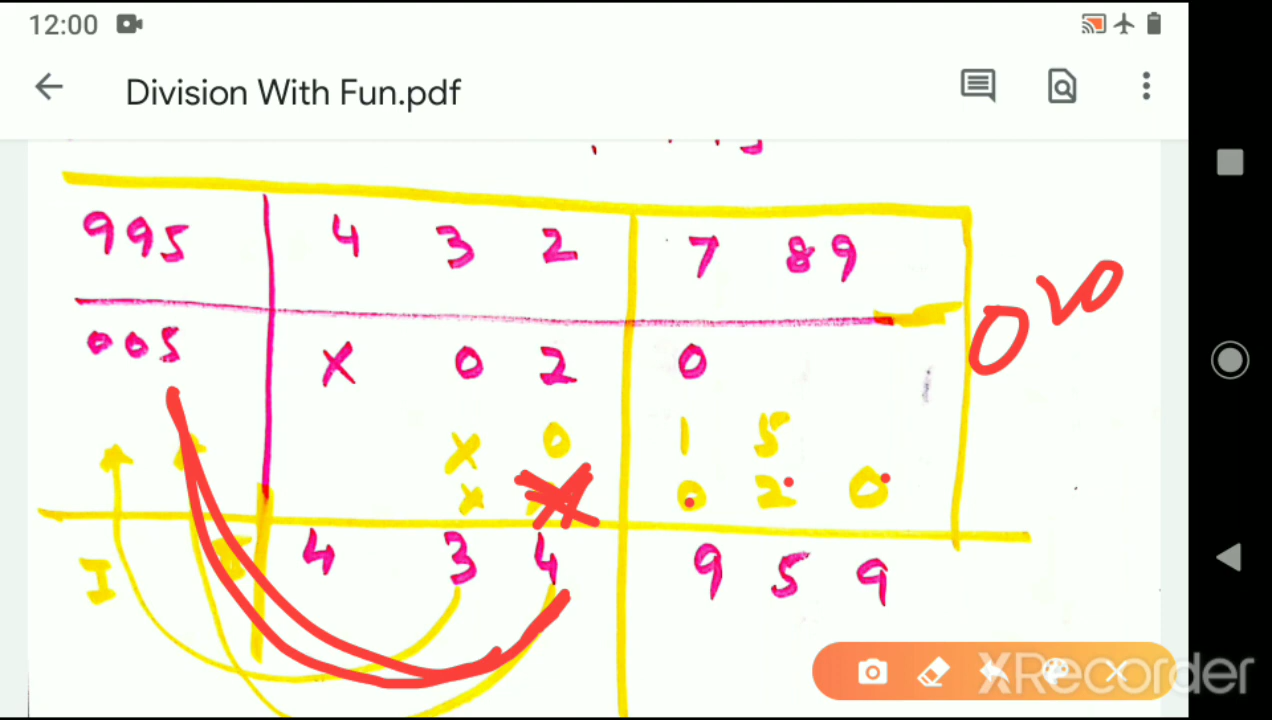 12:00
Division With Fun.pdf
995 4 3 2 7 89
005 X 0 2 0
020
X 0 1 5
X 0 2 0
I
4 3 4 9 5 9
XRecorder